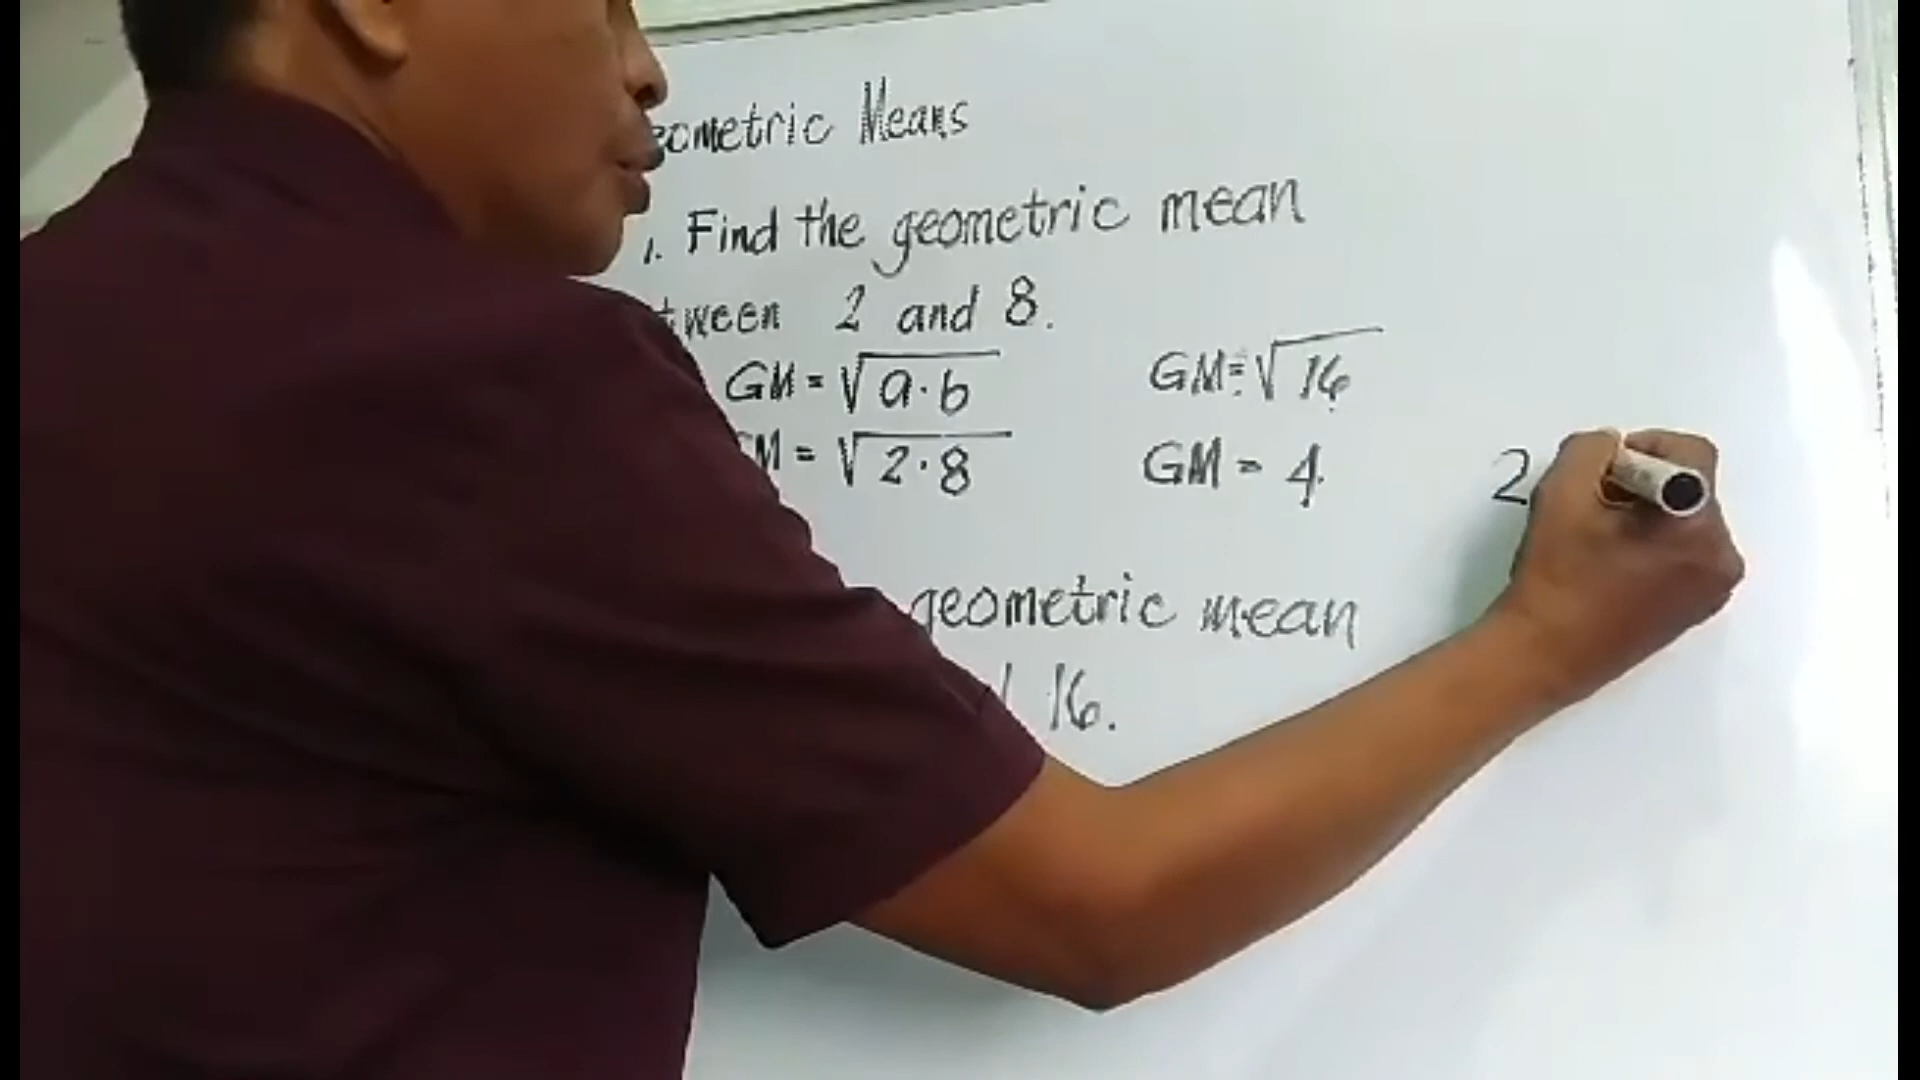 eometric Means
1. Find the geometric mean
tween 2 and 8.
GM = √a·b
GM = √16
M = √2·8
GM = 4
2
geometric mean
16.